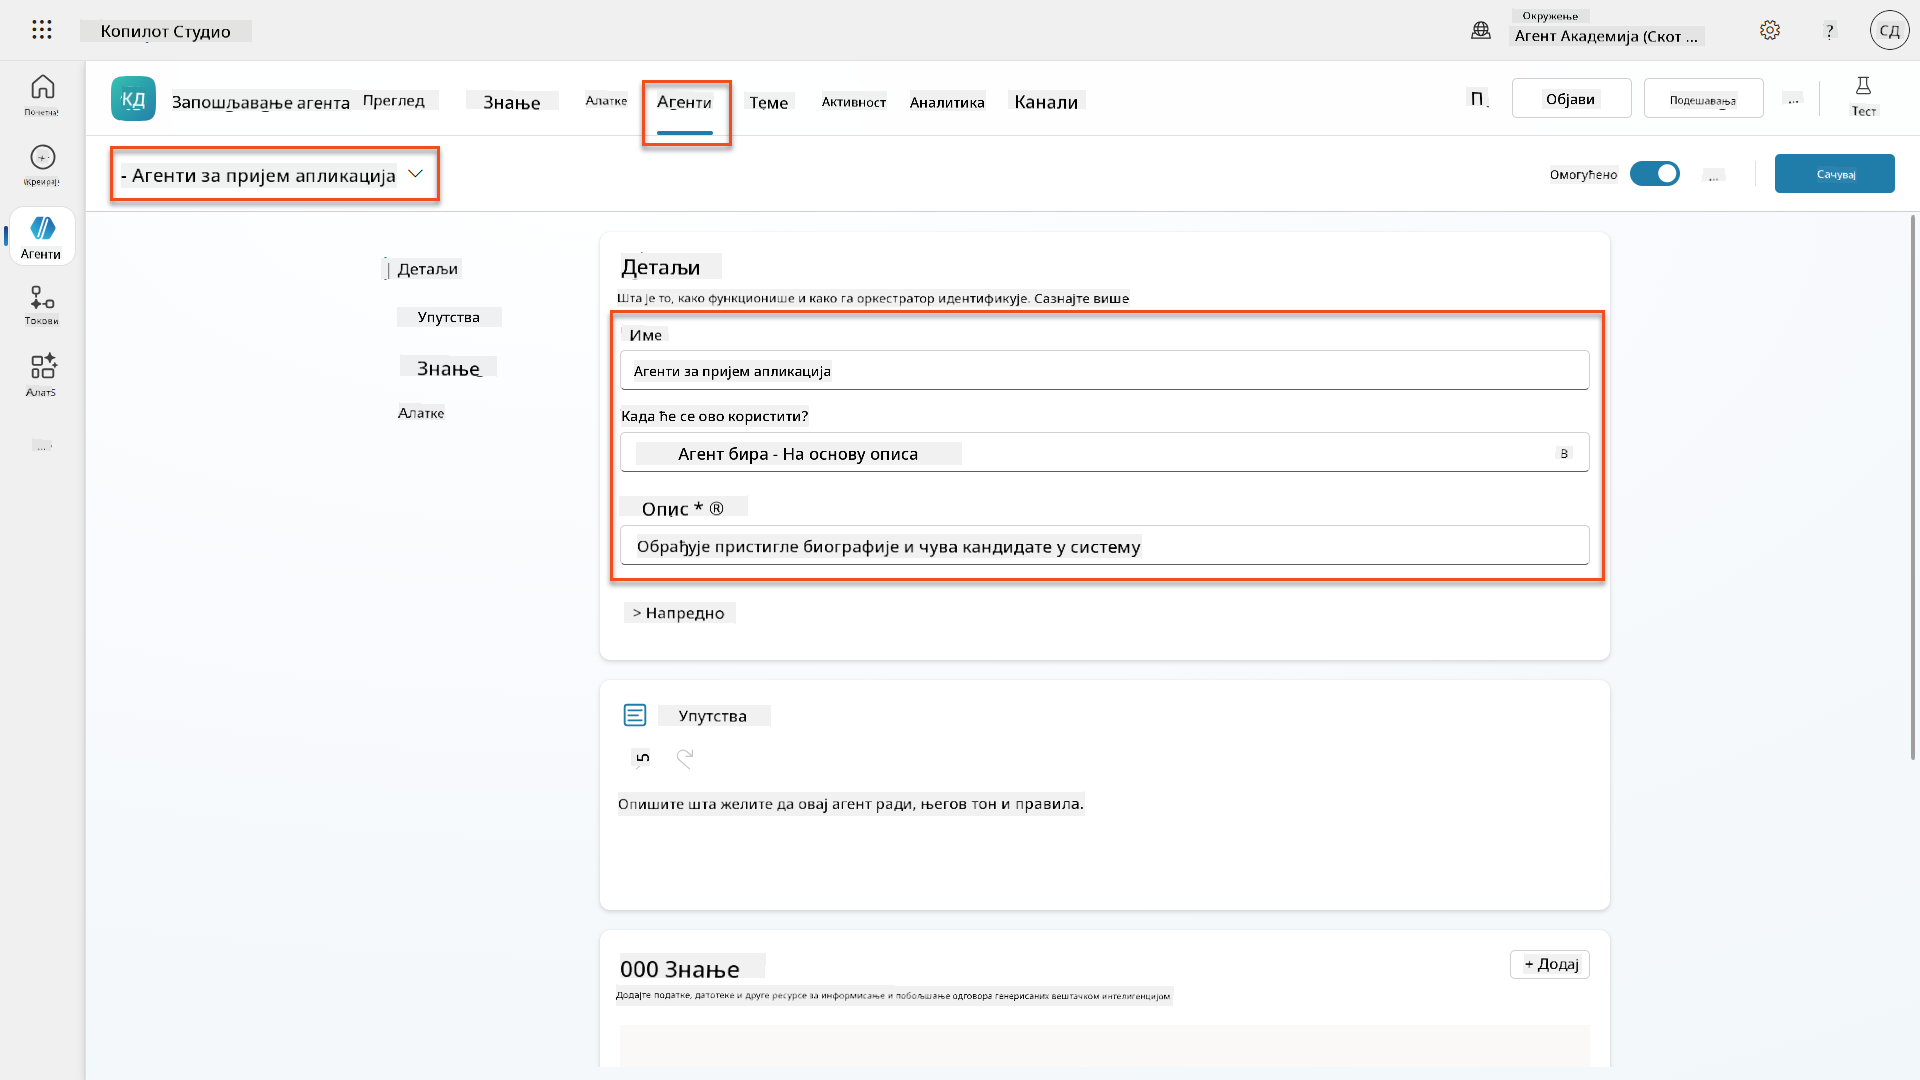 Копилот Студио
Окружење
Агент Академија (Скот ...
?
СД
КД
Запошљавање агента
Преглед
Знање
Алатке
Агенти
Теме
Активност
Аналитика
Канали
П
Објави
Подешавања
...
Тест
- Агенти за пријем апликација
Омогућено
...
Сачувај
Агенти
Токови
...
Детаљи
Упутства
Знање
Алатке
Детаљи
Шта је то, како функционише и како га оркестратор идентификује. Сазнајте више
Име
Агенти за пријем апликација
Када ће се ово користити?
Агент бира - На основу описа
в
Опис * ®
Обрађује пристигле биографије и чува кандидате у систему
> Напредно
Упутства
Опишите шта желите да овај агент ради, његов тон и правила.
000 Знање
+ Додај
Додајте податке, датотеке и друге ресурсе за информисање и побољшање одговора генерисаних вештачком интелигенцијом